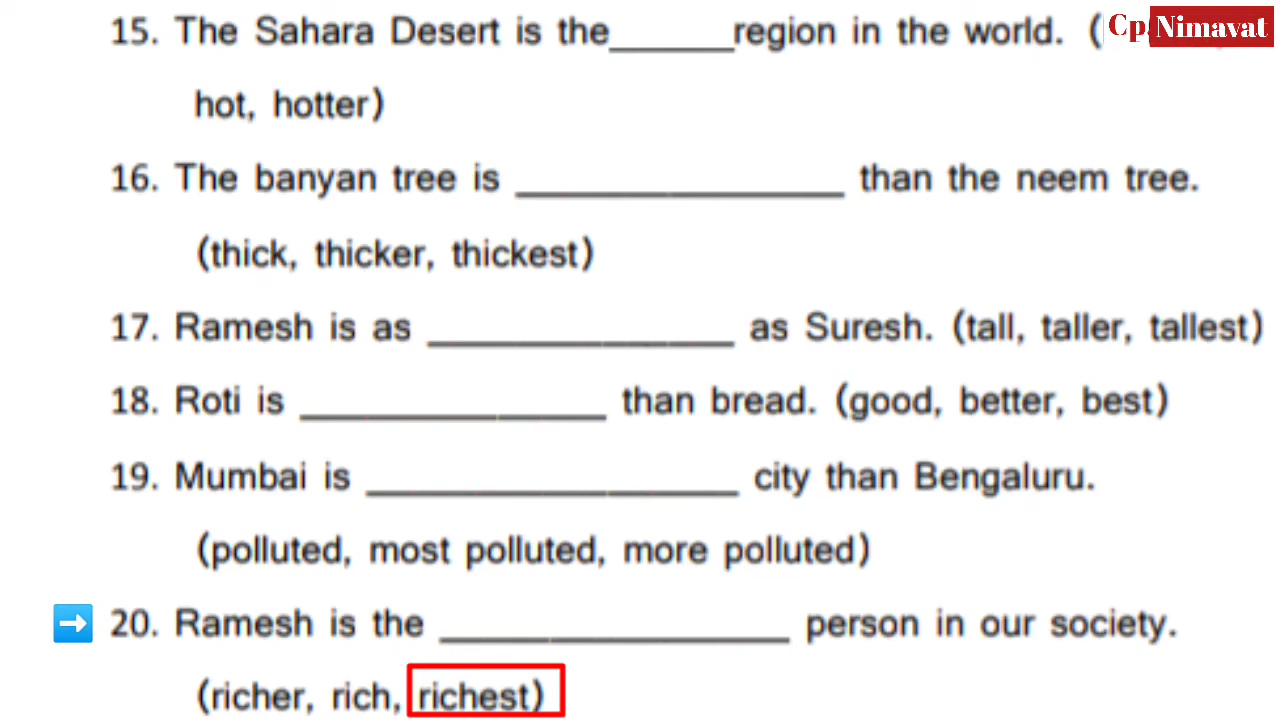 15. The Sahara Desert is the______region in the world. ( Cp. Nimavat
hot, hotter)
16. The banyan tree is ________________ than the neem tree.
(thick, thicker, thickest)
17. Ramesh is as _______________ as Suresh. (tall, taller, tallest)
18. Roti is _______________ than bread. (good, better, best)
19. Mumbai is __________________ city than Bengaluru.
(polluted, most polluted, more polluted)
20. Ramesh is the _________________ person in our society.
(richer, rich, richest)